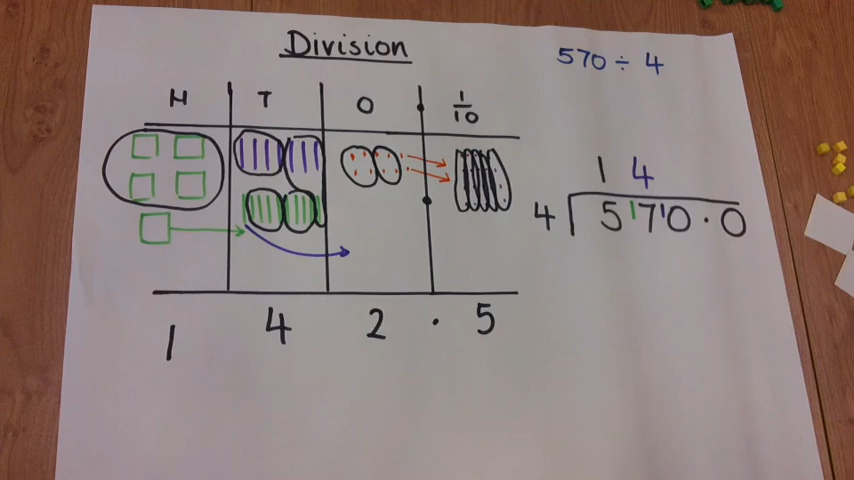 Division
570 ÷ 4
H T O . 1/10
1 4
4 5 1 7 1 0 . 0
1 4 2 . 5